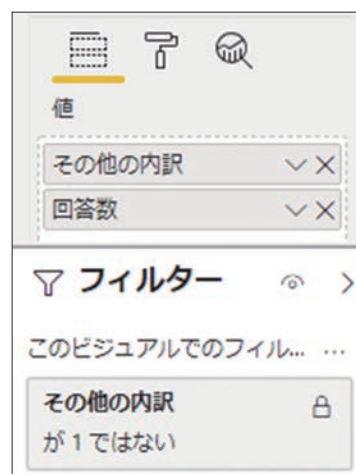 値
その他の内訳
回答数
フィルター
このビジュアルでのフィル... ...
その他の内訳
が 1 ではない